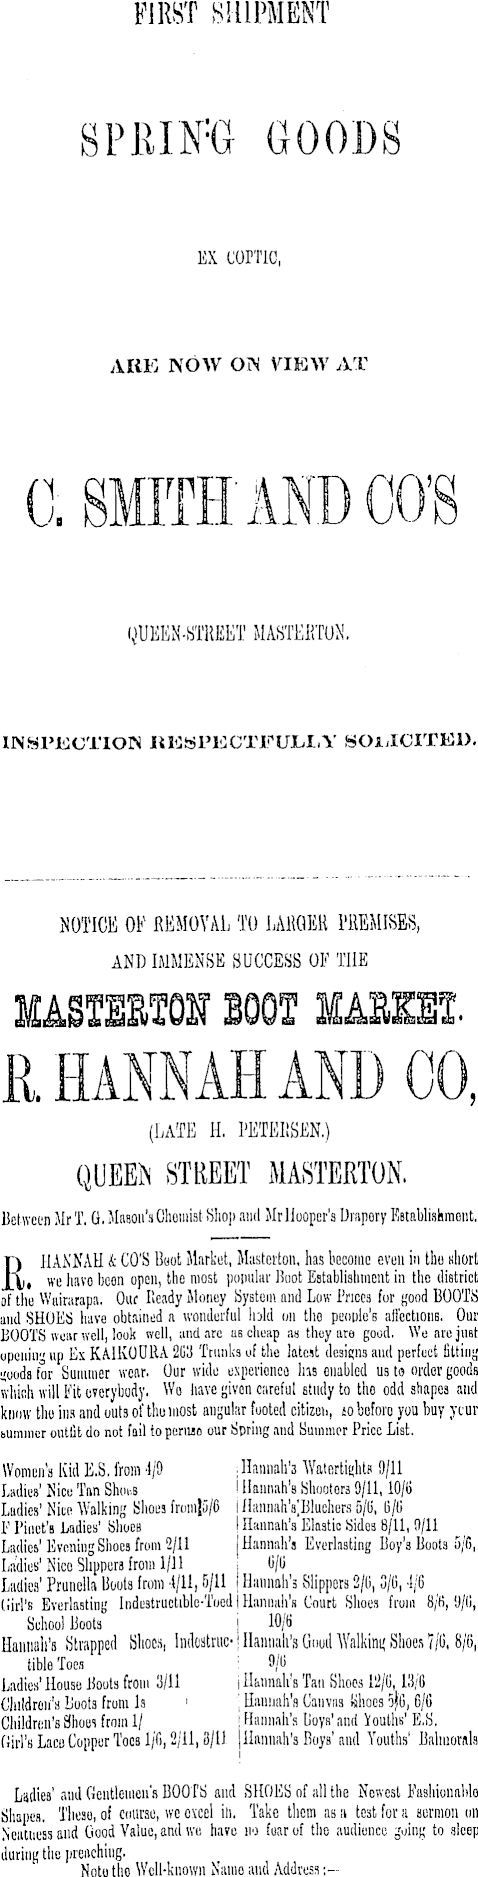 FIRST SHIPMENT
SPRING GOODS
EX COPTIC,
ARE NOW ON VIEW AT
C. SMITH AND CO'S
QUEEN-STREET MASTERTON.
INSPECTION RESPECTFULLY SOLICITED.
NOTICE OF REMOVAL TO LARGER PREMISES,
AND IMMENSE SUCCESS OF THE
MASTERTON BOOT MARKET.
R. HANNAH AND CO,
(LATE H. PETERSEN.)
QUEEN STREET MASTERTON.
Between Mr T. G. Mason's Chemist Shop and Mr Hooper's Drapery Establishment.
R. HANNAH & CO'S Boot Market, Masterton, has become even in the short
we have been open, the most popular Boot Establishment in the district
of the Wairarapa. Our Ready Money System and Low Prices for good BOOTS
and SHOES have obtained a wonderful hold on the people's affections. Our
BOOTS wear well, look well, and are as cheap as they are good. We are just
opening up Ex KAIKOURA 263 Trunks of the latest designs and perfect fitting
goods for Summer wear. Our wide experience has enabled us to order goods
which will Fit everybody. We have given careful study to the odd shapes and
know the ins and outs of the most angular footed citizen, so before you buy your
summer outfit do not fail to peruse our Spring and Summer Price List.
Women's Kid E.S. from 4/9
Ladies' Nice Tan Shoes
Ladies' Nice Walking Shoes from 5/6
F Pinet's Ladies' Shoes
Ladies' Evening Shoes from 2/11
Ladies' Nice Slippers from 1/11
Ladies' Prunella Boots from 4/11, 5/11
Girl's Everlasting Indestructible-Toed
School Boots
Hannah's Strapped Shoes, Indestruc-
tible Toes
Ladies' House Boots from 3/11
Children's Boots from 1s
Children's Shoes from 1/
Girl's Lace Copper Toes 1/6, 2/11, 3/11
Hannah's Watertights 9/11
Hannah's Shooters 9/11, 10/6
Hannah's Bluchers 5/6, 6/6
Hannah's Elastic Sides 8/11, 9/11
Hannah's Everlasting Boy's Boots 5/6,
6/6
Hannah's Slippers 2/6, 3/6, 4/6
Hannah's Court Shoes from 8/6, 9/6,
10/6
Hannah's Good Walking Shoes 7/6, 8/6,
9/6
Hannah's Tan Shoes 12/6, 13/6
Hannah's Canvas Shoes 5/6, 6/6
Hannah's Boys' and Youths' E.S.
Hannah's Boys' and Youths' Balmorals
Ladies' and Gentlemen's BOOTS and SHOES of all the Newest Fashionable
Shapes. These, of course, we excel in. Take them as a test for a sermon on
Neatness and Good Value, and we have no fear of the audience going to sleep
during the preaching.
Note the Well-known Name and Address:—